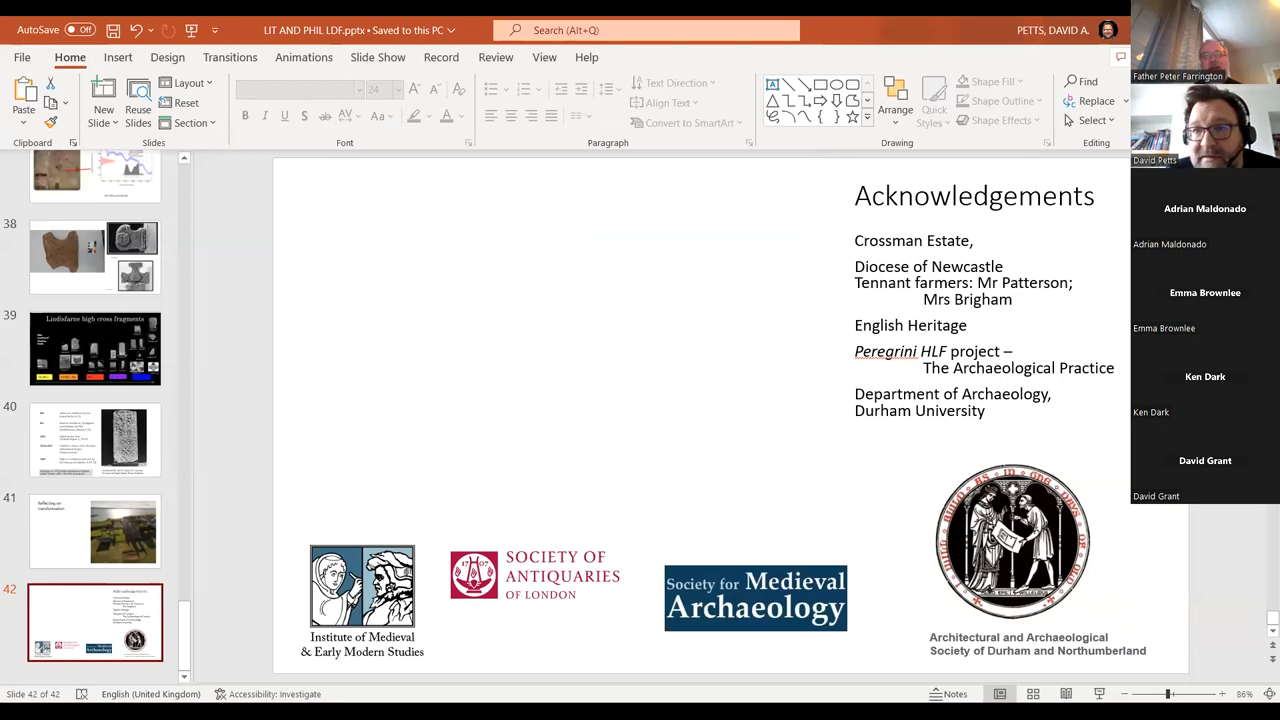 AutoSave Off
LIT AND PHIL LDF.pptx • Saved to this PC
Search (Alt+Q)
PETTS, DAVID A.
File Home Insert Design Transitions Animations Slide Show Record Review View Help
Paste
New Slide
Reuse Slides
Layout
Reset
Section
24
B I U S ab AV Aa A
Text Direction
Align Text
Convert to SmartArt
Arrange
Quick Styles
Shape Fill
Shape Outline
Shape Effects
Find
Replace
Select
Clipboard Slides Font Paragraph Drawing Editing
38
39
Lindisfarne high cross fragments
40
41
Reflecting on
transformation
42
Acknowledgements
Acknowledgements
Crossman Estate,
Diocese of Newcastle
Tennant farmers: Mr Patterson;
Mrs Brigham
English Heritage
Peregrini HLF project –
The Archaeological Practice
Department of Archaeology,
Durham University
Institute of Medieval
& Early Modern Studies
1707
SOCIETY OF
ANTIQUARIES
OF LONDON
Society for Medieval
Archaeology
Architectural and Archaeological
Society of Durham and Northumberland
Father Peter Farrington
David Petts
Adrian Maldonado
Adrian Maldonado
Emma Brownlee
Emma Brownlee
Ken Dark
Ken Dark
David Grant
David Grant
Slide 42 of 42
English (United Kingdom)
Accessibility: Investigate
Notes
86%